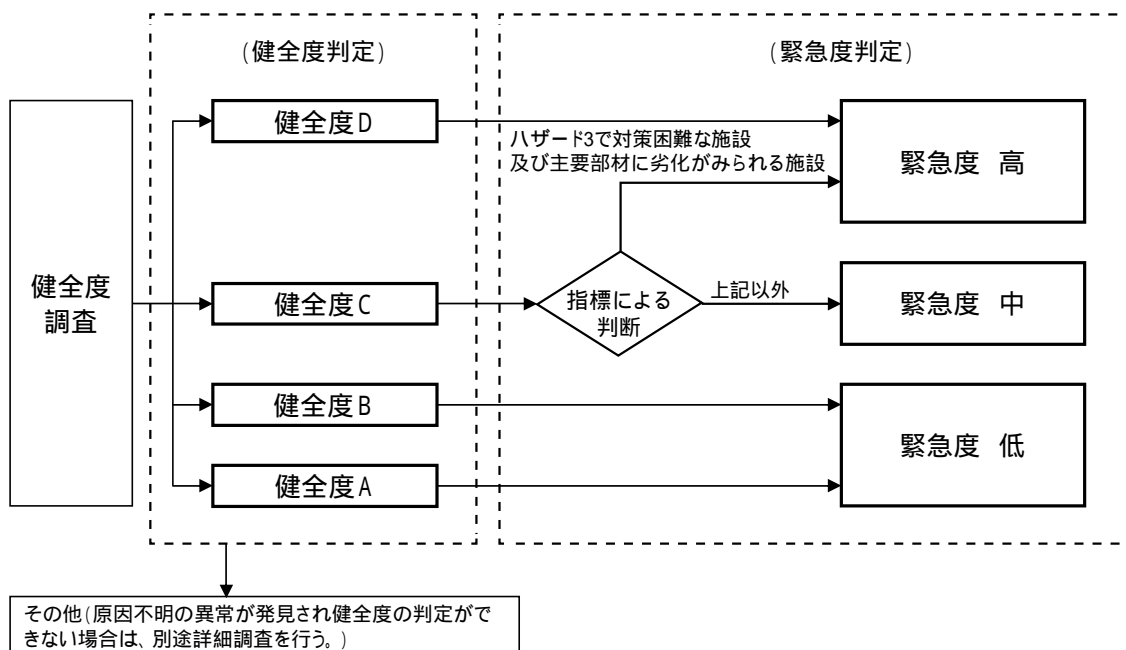 (健全度判定)
(緊急度判定)
健全度
調査
健全度D
ハザード3で対策困難な施設
及び主要部材に劣化がみられる施設
緊急度 高
健全度C
指標による
判断
上記以外
緊急度 中
健全度B
健全度A
緊急度 低
その他(原因不明の異常が発見され健全度の判定がで
きない場合は、別途詳細調査を行う。)